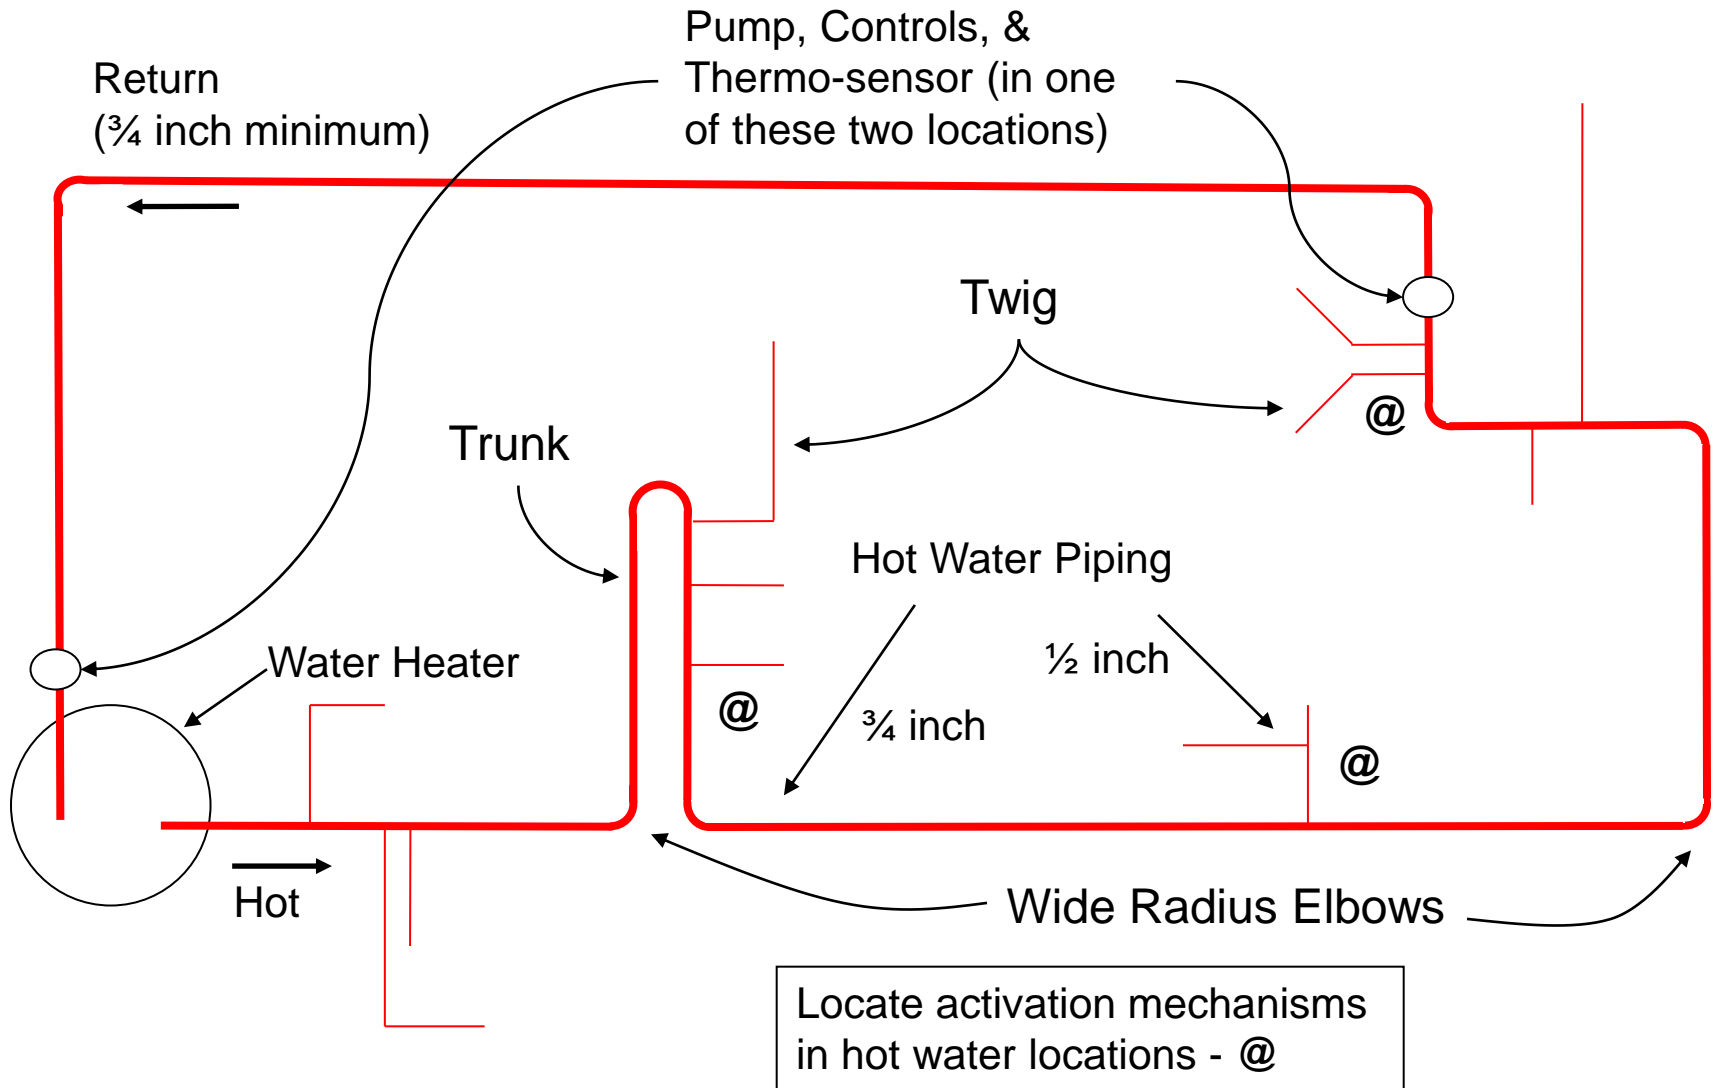 Pump, Controls, &
Thermo-sensor (in one
of these two locations)
Return
(¾ inch minimum)
Twig
@
Trunk
Hot Water Piping
½ inch
Water Heater
@
¾ inch
@
Hot
Wide Radius Elbows
Locate activation mechanisms
in hot water locations - @